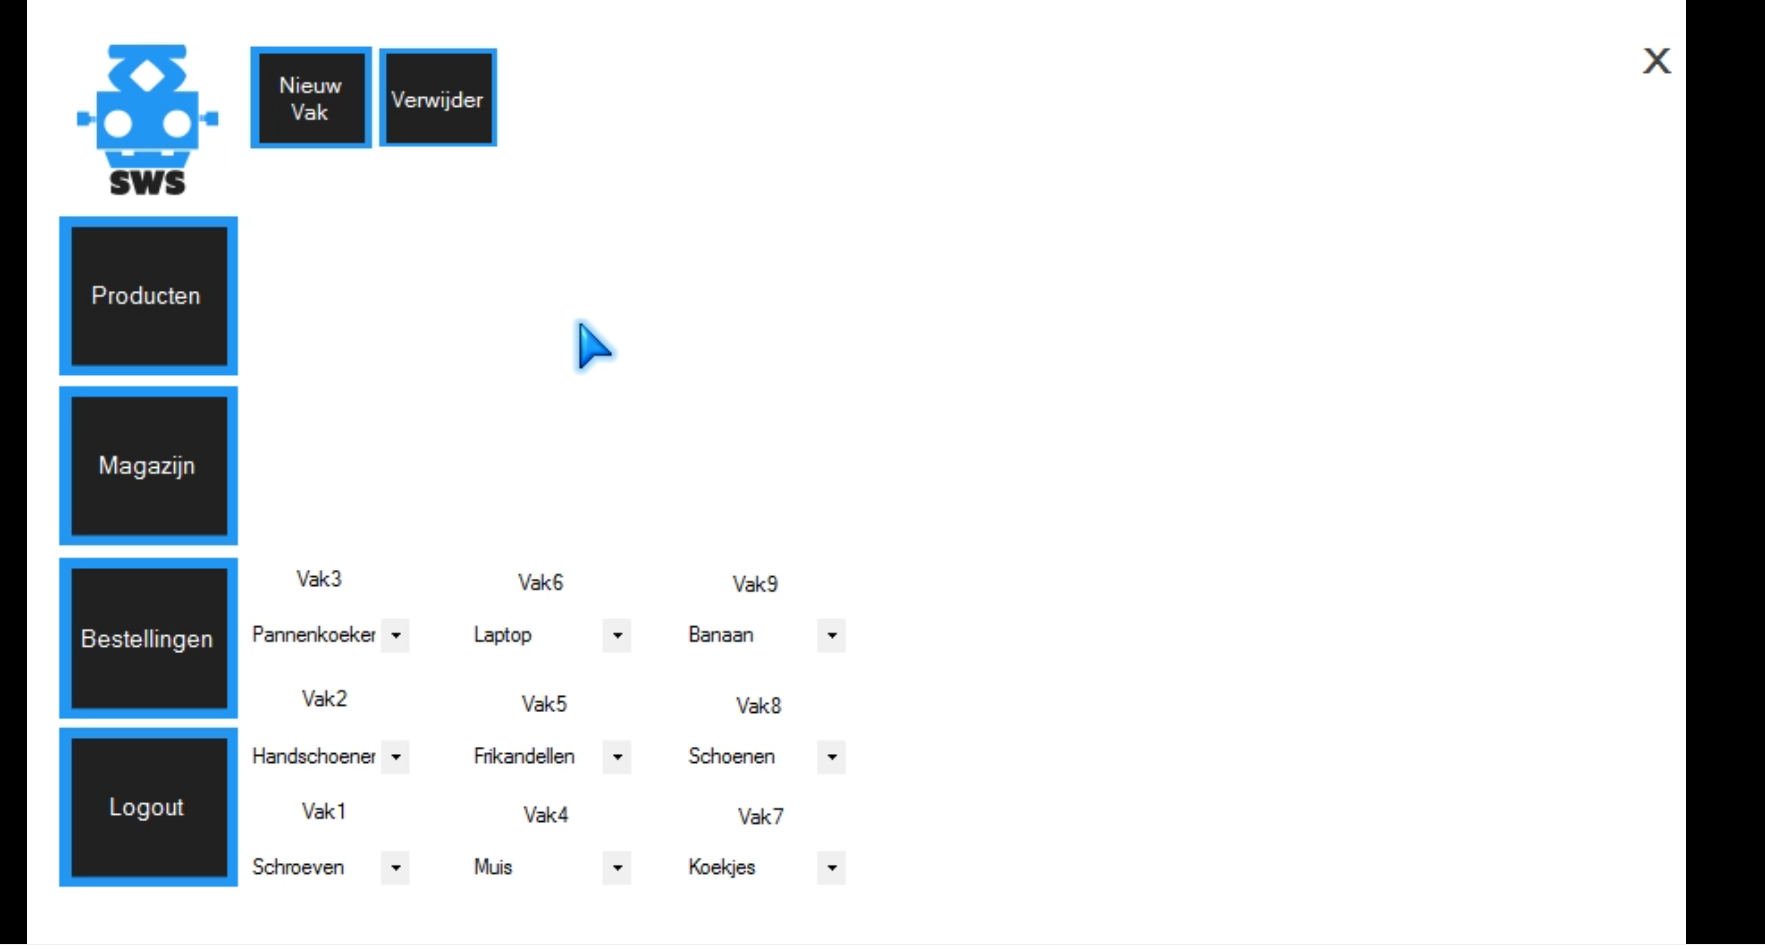 Nieuw
Vak
Verwijder
X
SWS
Producten
Magazijn
Bestellingen
Logout
Vak3 Vak6 Vak9
Pannenkoeker Laptop Banaan
Vak2 Vak5 Vak8
Handschoener Frikandellen Schoenen
Vak1 Vak4 Vak7
Schroeven Muis Koekjes